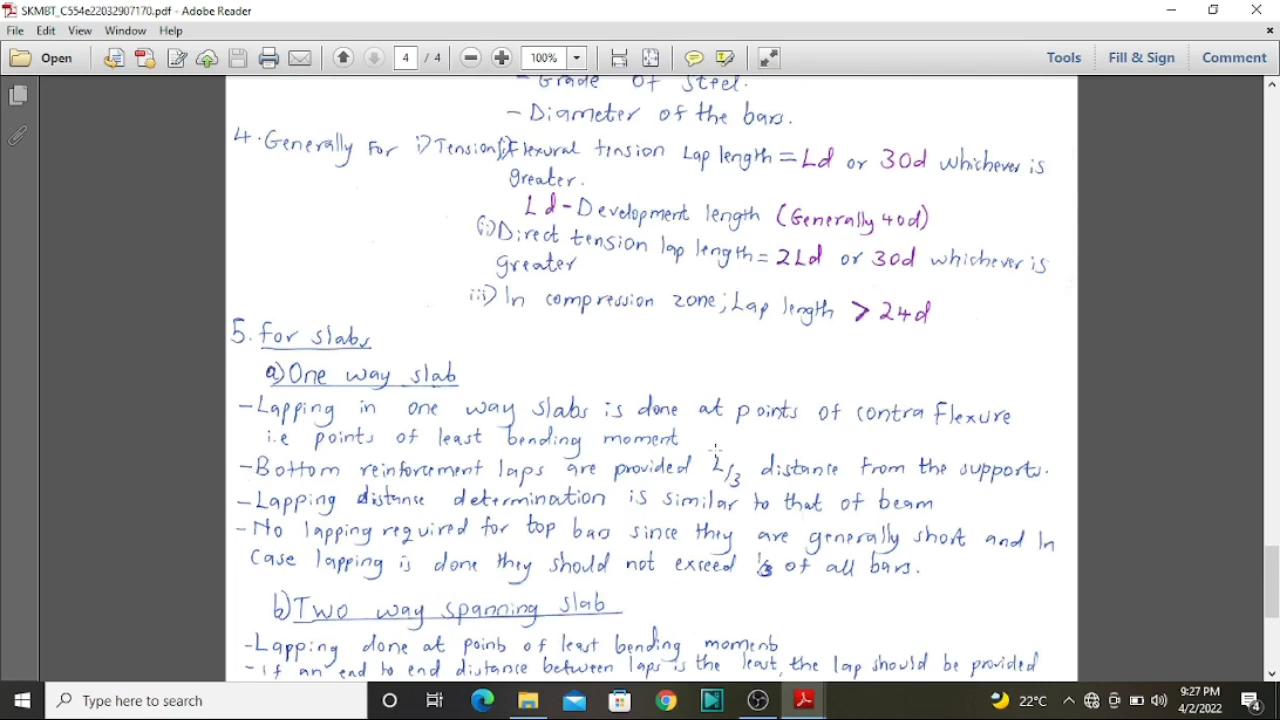 SKMBT_C554e22032907170.pdf - Adobe Reader
File Edit View Window Help
Open 4 / 4 100% Tools Fill & Sign Comment
- Grade of steel.
- Diameter of the bars.
4. Generally for i) Tension; Flexural tension Lap length = Ld or 30d whichever is
greater.
Ld - Development length (Generally 40d)
(ii) Direct tension lap length = 2Ld or 30d whichever is
greater
iii) In compression zone; Lap length > 24d
5. For slabs
a) One way slab
- Lapping in one way slabs is done at points of contra flexure
i.e points of least bending moment
- Bottom reinforcement laps are provided L/3 distance from the supports.
- Lapping distance determination is similar to that of beam
- No lapping required for top bars since they are generally short and In
case lapping is done they should not exceed 1/3 of all bars.
b) Two way spanning slab
- Lapping done at points of least bending moments
- if an end to end distance between laps is the least, the lap should be provided
Type here to search
22°C
9:27 PM
4/2/2022
4